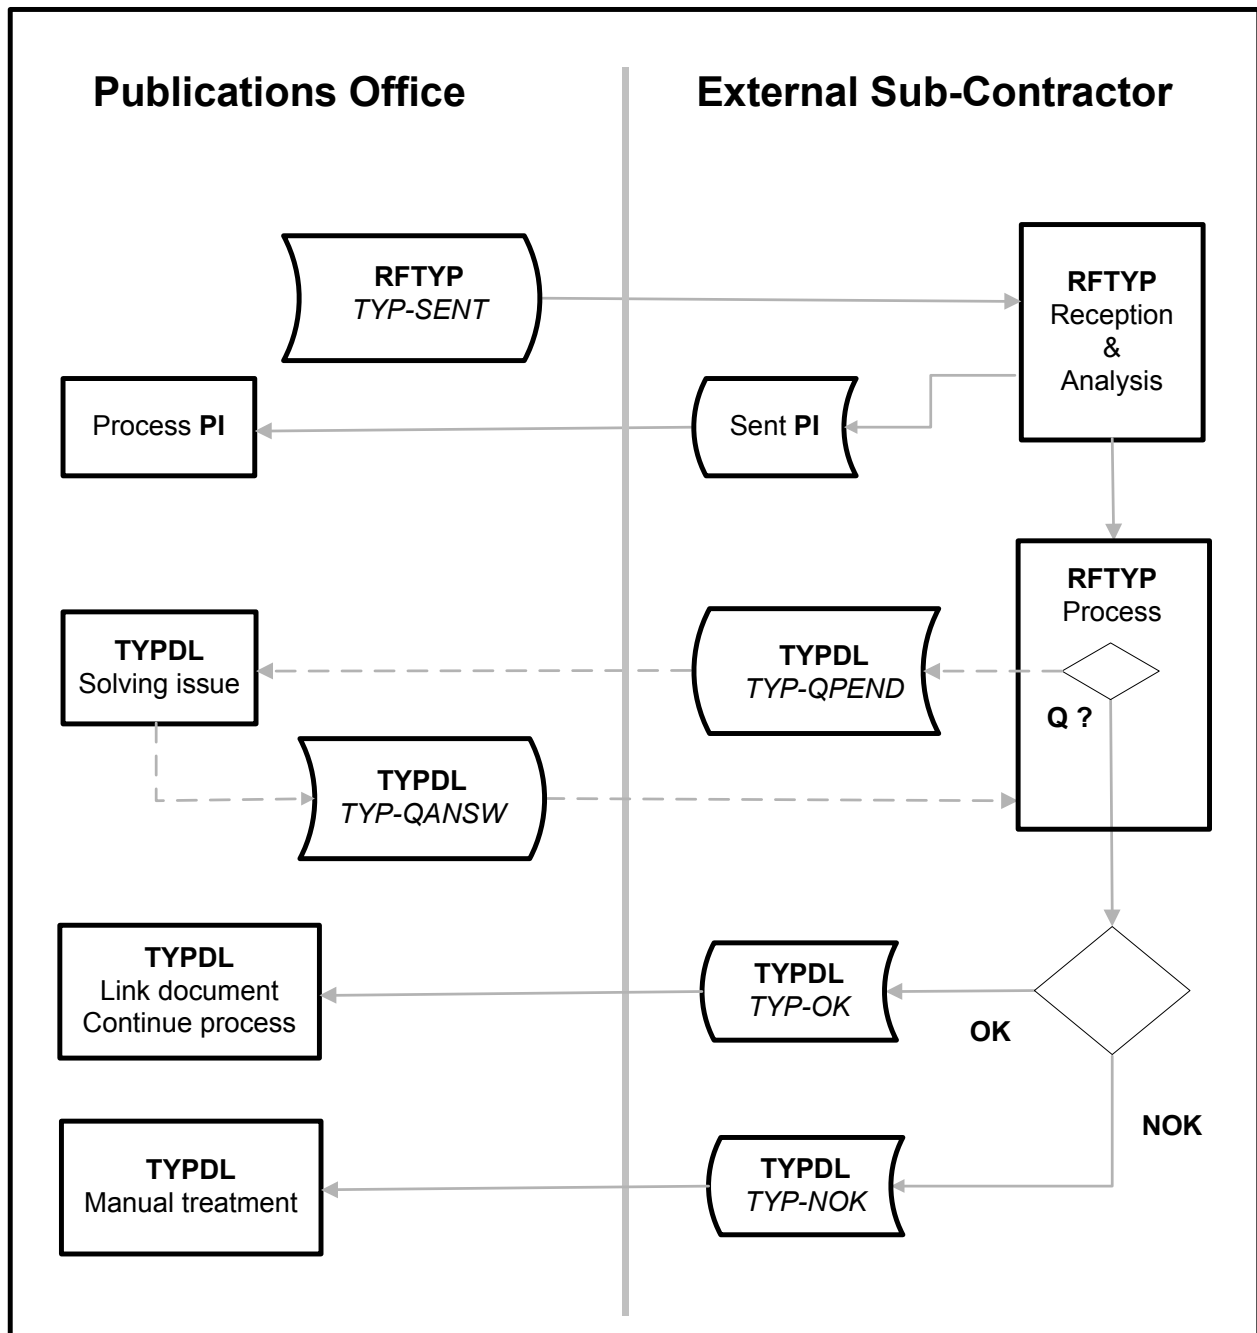 Publications Office
External Sub-Contractor
RFTYP
TYP-SENT
RFTYP
Reception
&
Analysis
Process PI
Sent PI
RFTYP
Process
TYPDL
Solving issue
TYPDL
TYP-QPEND
Q ?
TYPDL
TYP-QANSW
TYPDL
Link document
Continue process
TYPDL
TYP-OK
OK
NOK
TYPDL
Manual treatment
TYPDL
TYP-NOK